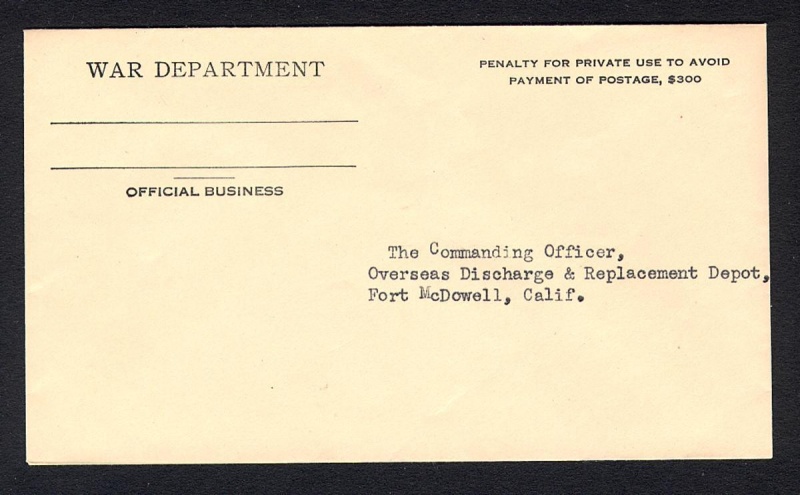 WAR DEPARTMENT
OFFICIAL BUSINESS
PENALTY FOR PRIVATE USE TO AVOID
PAYMENT OF POSTAGE, $300
The Commanding Officer,
Overseas Discharge & Replacement Depot,
Fort McDowell, Calif.